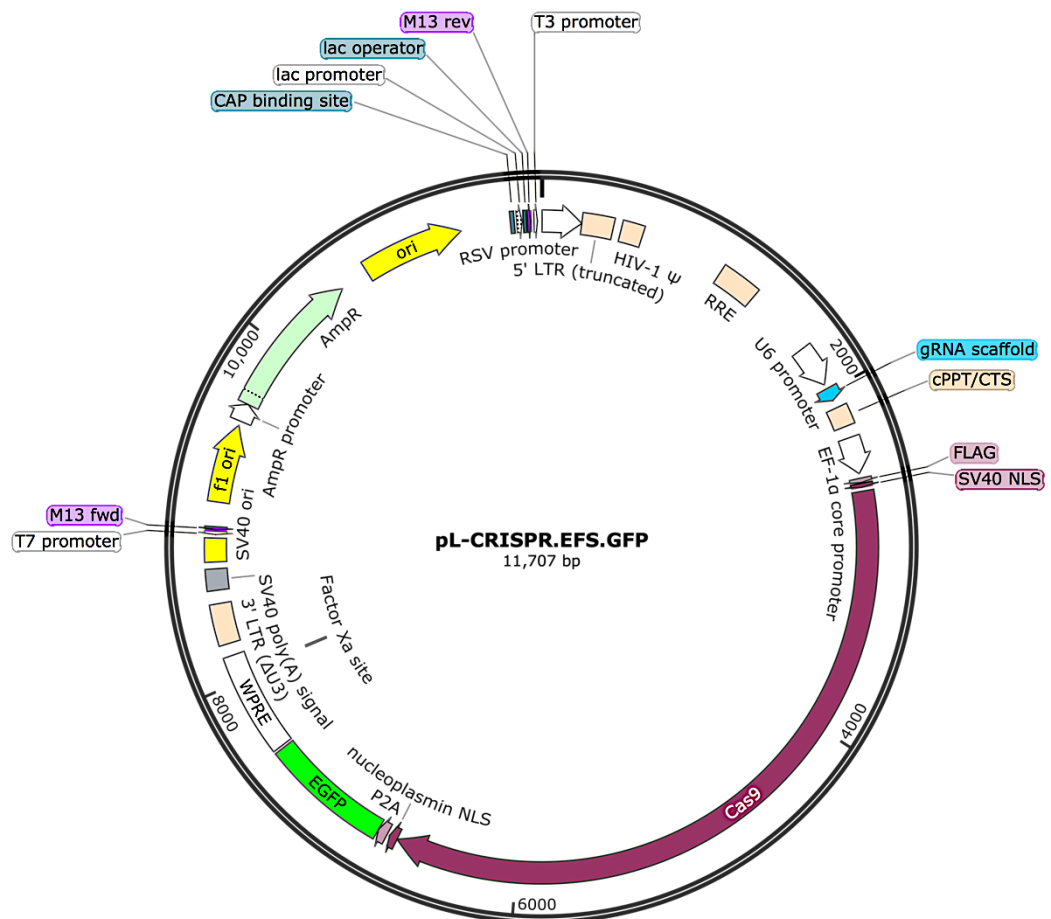 M13 rev
T3 promoter
lac operator
lac promoter
CAP binding site
ori
RSV promoter
5' LTR (truncated)
HIV-1 ψ
RRE
AmpR
10,000
U6 promoter
2000
gRNA scaffold
cPPT/CTS
AmpR promoter
f1 ori
EF-1α core promoter
FLAG
SV40 NLS
M13 fwd
T7 promoter
SV40 ori
pL-CRISPR.EFS.GFP
11,707 bp
SV40 poly(A) signal
3' LTR (ΔU3)
Factor Xa site
WPRE
8000
4000
EGFP
nucleoplasmin NLS
P2A
Cas9
6000